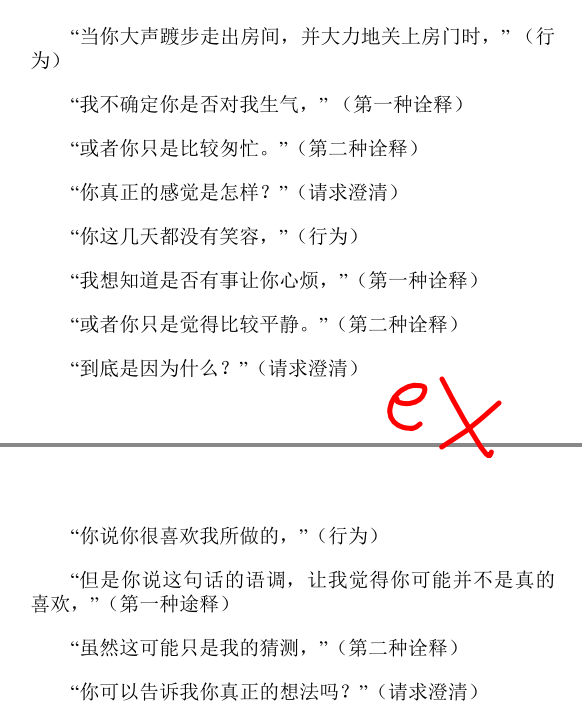 “当你大声踱步走出房间，并大力地关上房门时，”（行
为）
“我不确定你是否对我生气，”（第一种诠释）
“或者你只是比较匆忙。”（第二种诠释）
“你真正的感觉是怎样？”（请求澄清）
“你这几天都没有笑容，”（行为）
“我想知道是否有事让你心烦，”（第一种诠释）
“或者你只是觉得比较平静。”（第二种诠释）
“到底是因为什么？”（请求澄清）
ex
“你说你很喜欢我所做的，”（行为）
“但是你说这句话的语调，让我觉得你可能并不是真的
喜欢，”（第一种途释）
“虽然这可能只是我的猜测，”（第二种诠释）
“你可以告诉我你真正的想法吗？”（请求澄清）